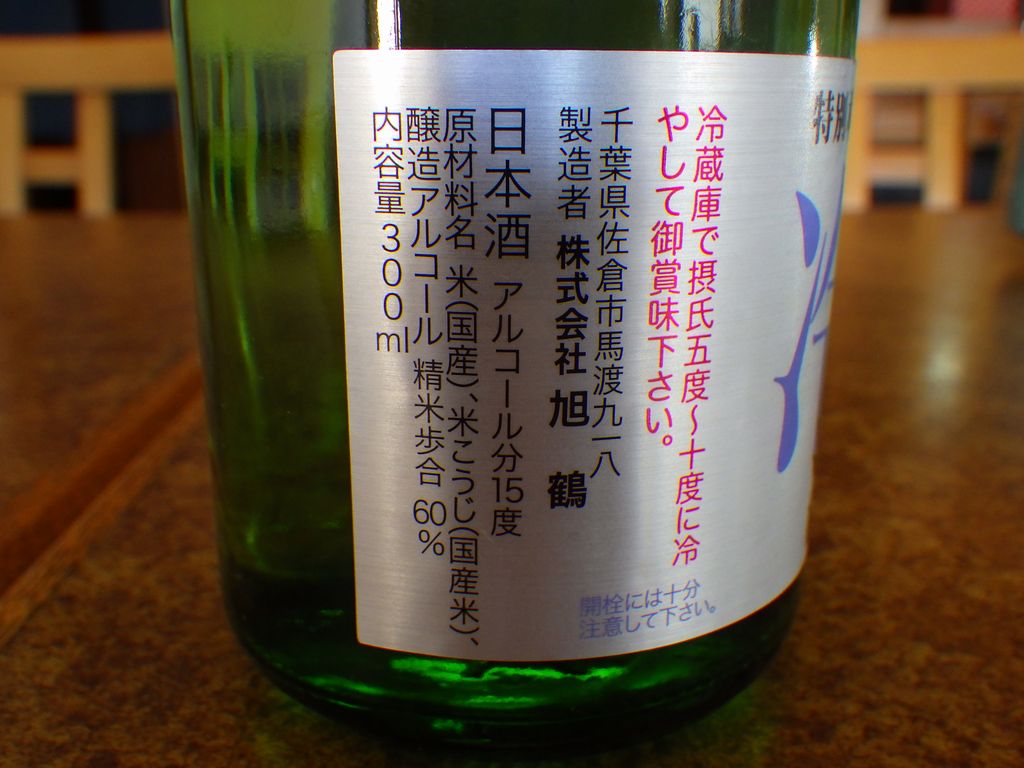 特別
冷蔵庫で摂氏五度〜十度に冷
やして御賞味下さい。
開栓には十分
注意して下さい。
千葉県佐倉市馬渡九一八
製造者 株式会社 旭 鶴
日本酒 アルコール分15度
原材料名 米(国産)、米こうじ(国産米)、
醸造アルコール 精米歩合 60%
内容量 300ml